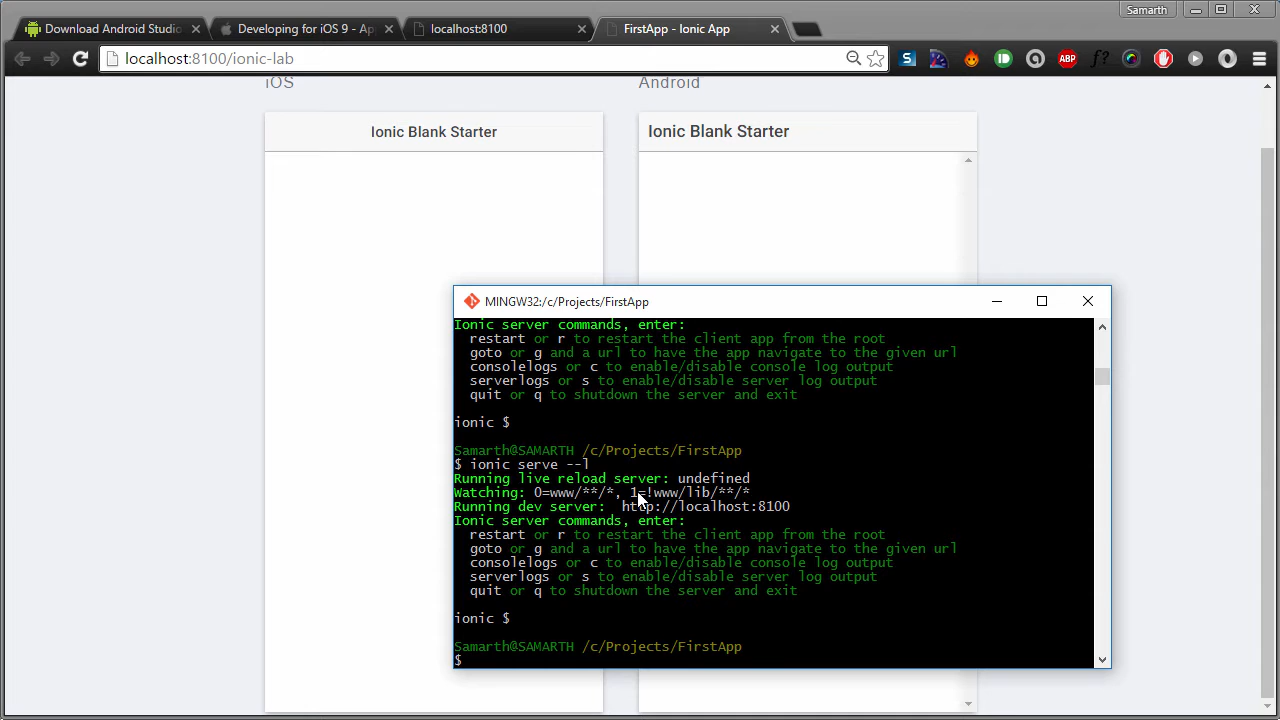 Samarth
Download Android Studio
Developing for iOS 9 - Ap
localhost:8100
FirstApp - Ionic App
localhost:8100/ionic-lab
S
ABP
ƒ?
iOS
Android
Ionic Blank Starter
Ionic Blank Starter
MINGW32:/c/Projects/FirstApp
Ionic server commands, enter:
restart or r to restart the client app from the root
goto or g and a url to have the app navigate to the given url
consolelogs or c to enable/disable console log output
serverlogs or s to enable/disable server log output
quit or q to shutdown the server and exit
ionic $
Samarth@SAMARTH /c/Projects/FirstApp
$ ionic serve --l
Running live reload server: undefined
Watching: 0=www/**/*, 1=!www/lib/**/*
Running dev server:  http://localhost:8100
Ionic server commands, enter:
restart or r to restart the client app from the root
goto or g and a url to have the app navigate to the given url
consolelogs or c to enable/disable console log output
serverlogs or s to enable/disable server log output
quit or q to shutdown the server and exit
ionic $
Samarth@SAMARTH /c/Projects/FirstApp
$